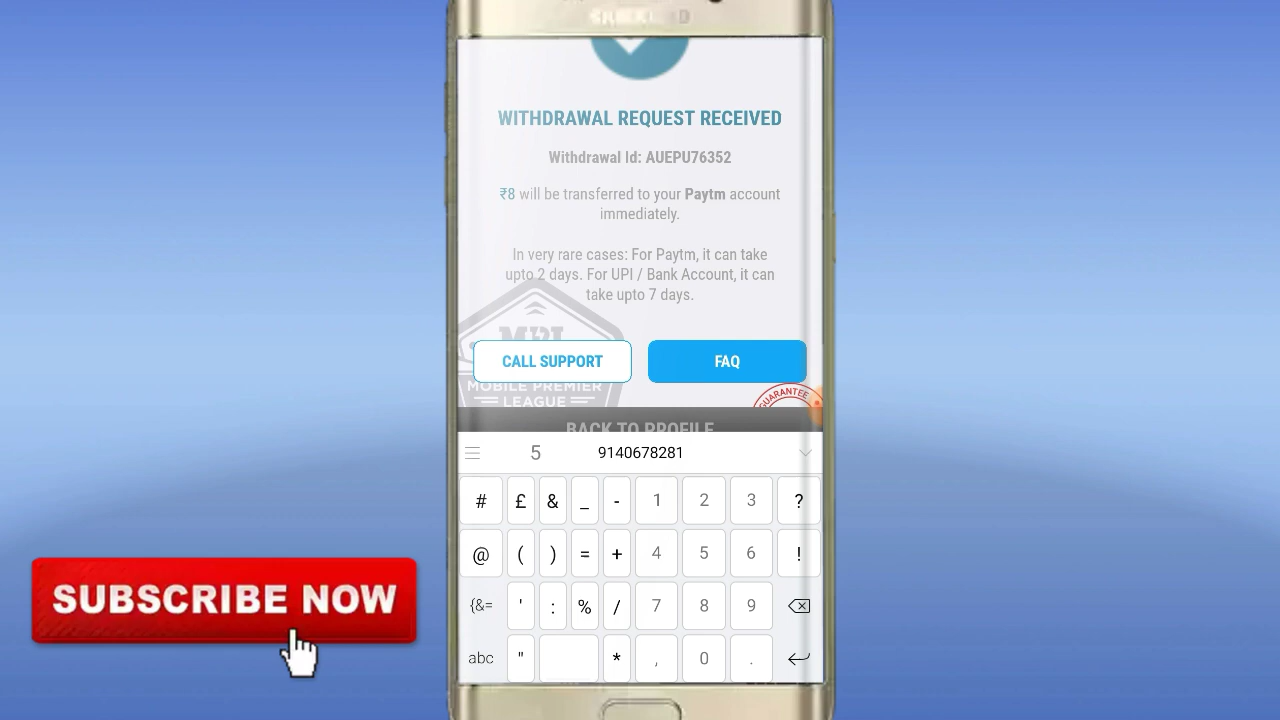 SAMSUNG
WITHDRAWAL REQUEST RECEIVED
Withdrawal Id: AUEPU76352
₹8 will be transferred to your Paytm account
immediately.
In very rare cases: For Paytm, it can take
upto 2 days. For UPI / Bank Account, it can
take upto 7 days.
MPL
CALL SUPPORT FAQ
MOBILE PREMIER
LEAGUE
GUARANTEE
BACK TO PROFILE
5 9140678281
# £ & _ - 1 2 3 ?
@ ( ) = + 4 5 6 !
{&= ' : % / 7 8 9
abc " * , 0 .
SUBSCRIBE NOW